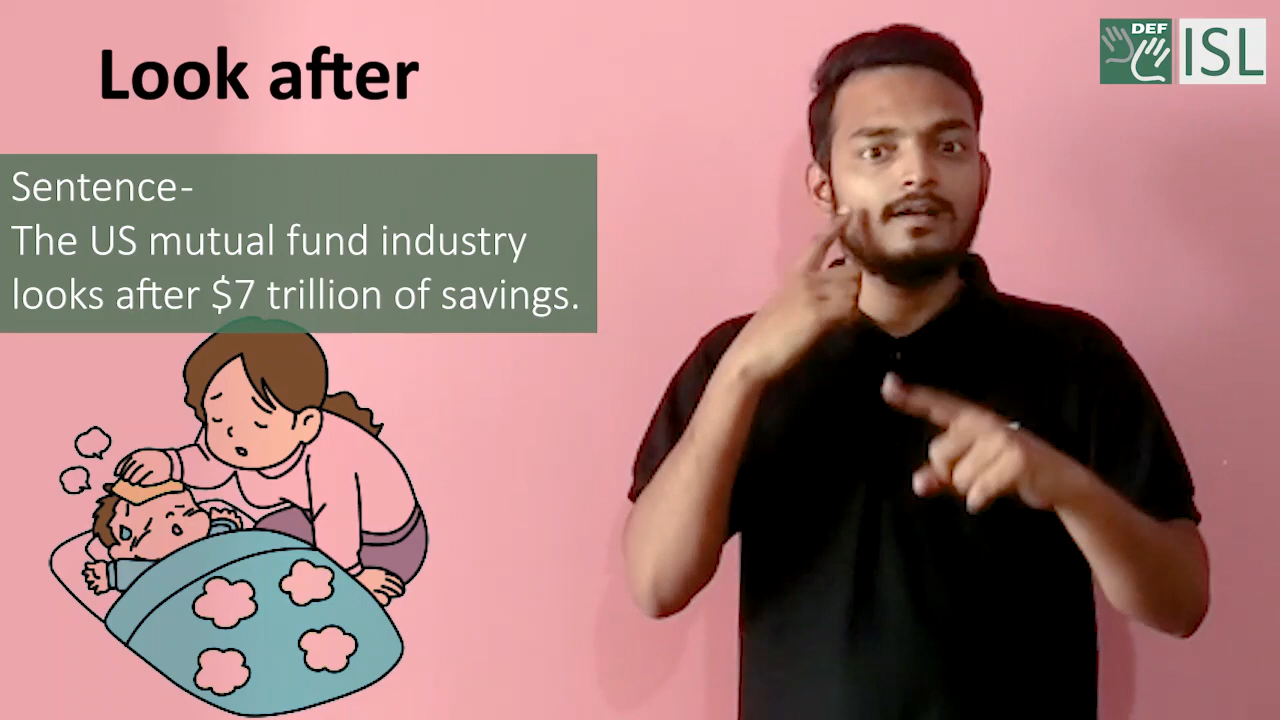 Look after
DEF
ISL
Sentence-
The US mutual fund industry
looks after $7 trillion of savings.